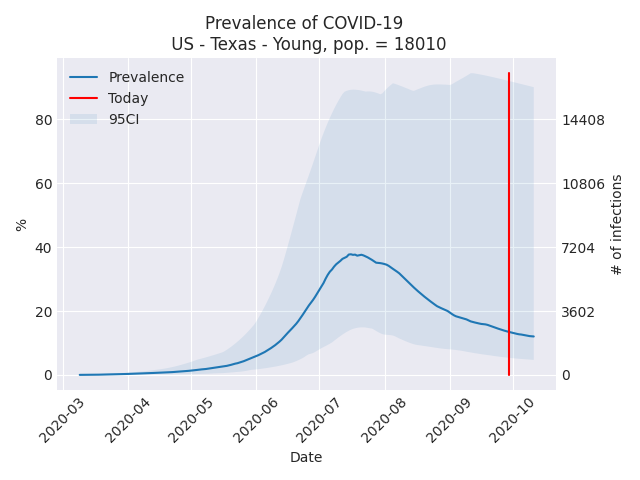 Prevalence of COVID-19
US - Texas - Young, pop. = 18010
Prevalence
Today
95CI
80
60
40
20
0
%
14408
10806
7204
3602
0
# of infections
2020-03
2020-04
2020-05
2020-06
2020-07
2020-08
2020-09
2020-10
Date